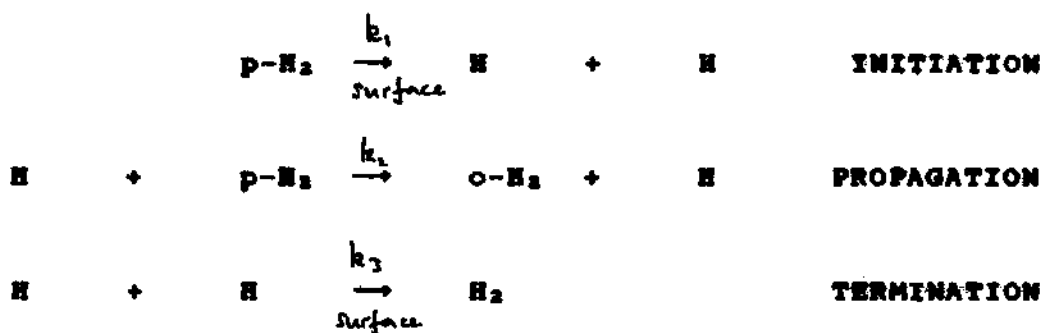 k₁
p-H₂ → H + H INITIATION
surface
k₂
H + p-H₂ → o-H₂ + H PROPAGATION
k₃
H + H → H₂ TERMINATION
surface